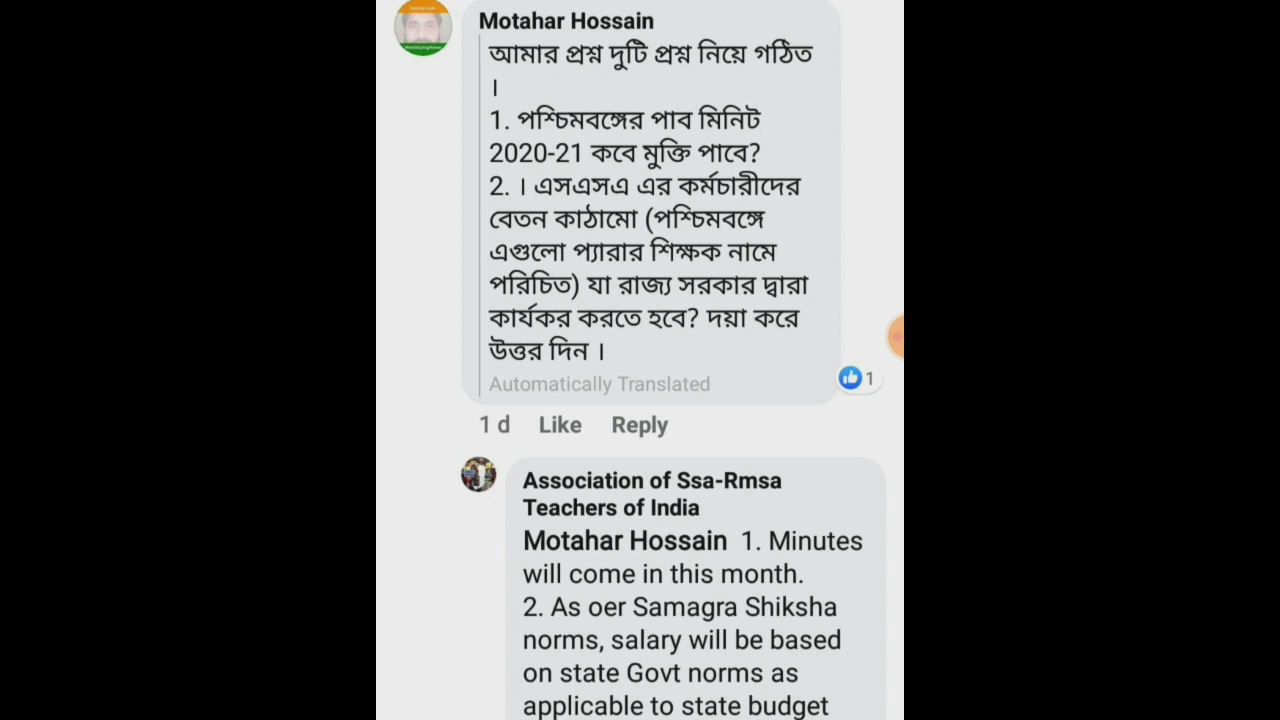 Motahar Hossain
আমার প্রশ্ন দুটি প্রশ্ন নিয়ে গঠিত
।
1. পশ্চিমবঙ্গের পাব মিনিট
2020-21 কবে মুক্তি পাবে?
2. । এসএসএ এর কর্মচারীদের
বেতন কাঠামো (পশ্চিমবঙ্গে
এগুলো প্যারার শিক্ষক নামে
পরিচিত) যা রাজ্য সরকার দ্বারা
কার্যকর করতে হবে? দয়া করে
উত্তর দিন ।
Automatically Translated
1
1 d Like Reply
Association of Ssa-Rmsa
Teachers of India
Motahar Hossain 1. Minutes
will come in this month.
2. As oer Samagra Shiksha
norms, salary will be based
on state Govt norms as
applicable to state budget